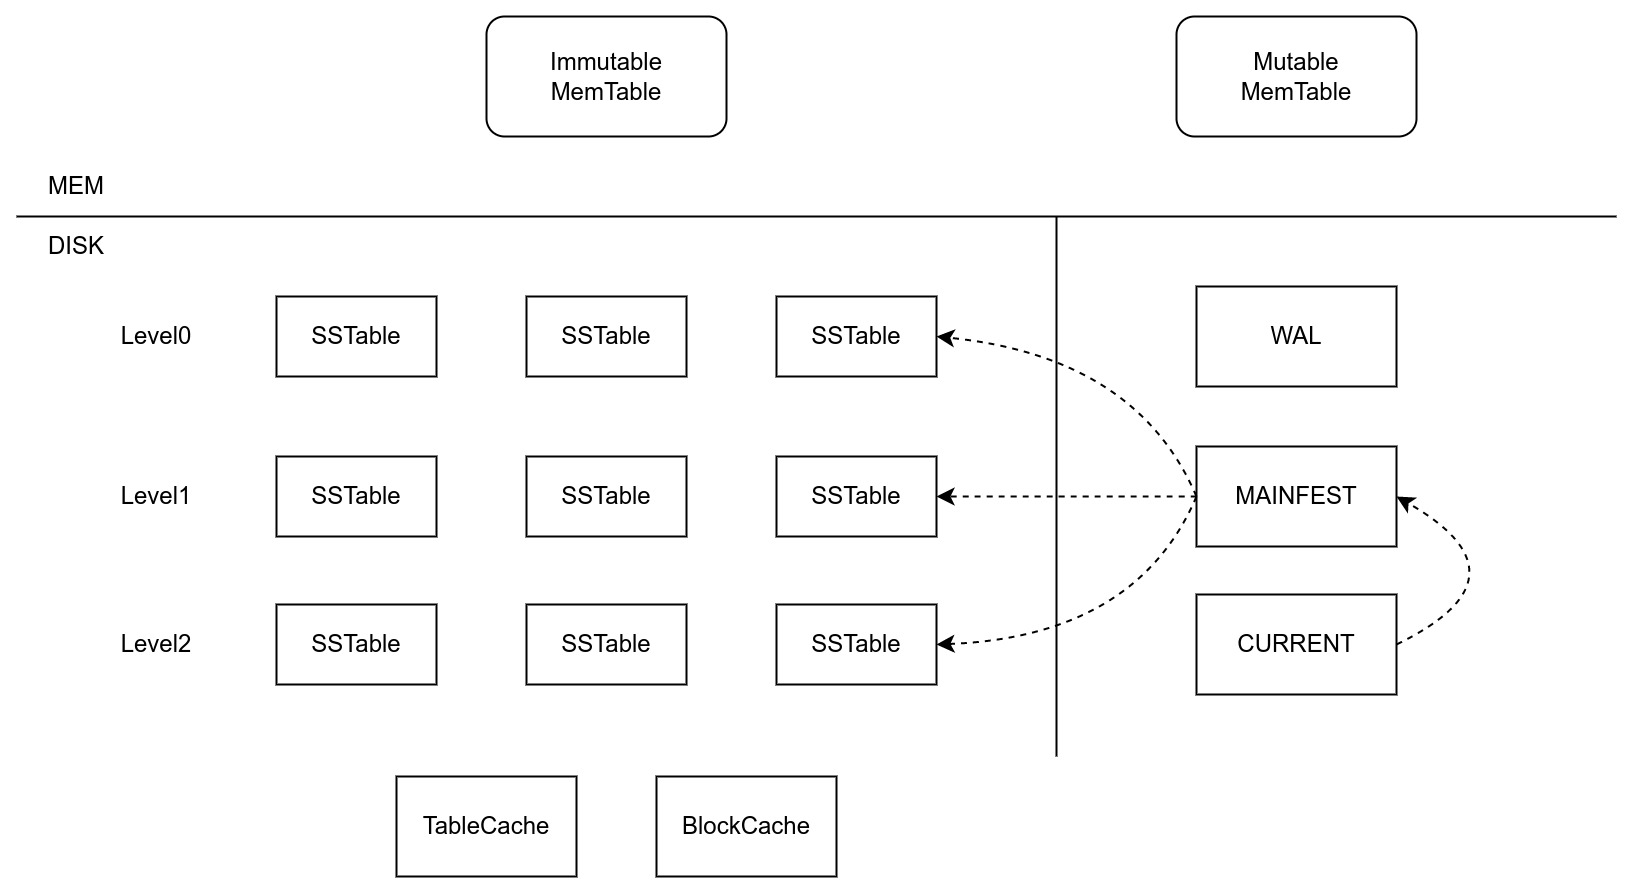 Immutable
MemTable
Mutable
MemTable
MEM
DISK
Level0
SSTable
SSTable
SSTable
WAL
Level1
SSTable
SSTable
SSTable
MAINFEST
Level2
SSTable
SSTable
SSTable
CURRENT
TableCache
BlockCache